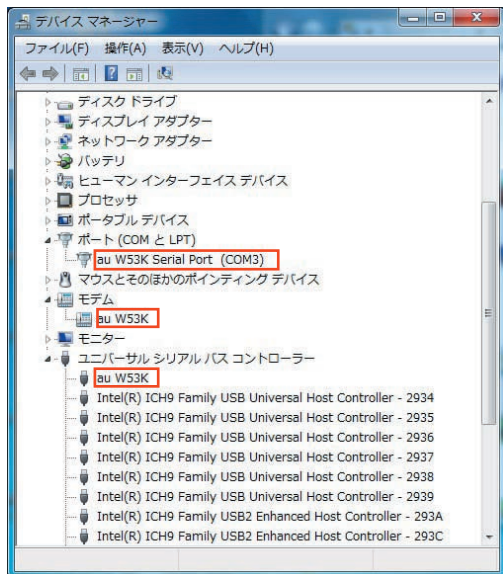 デバイス マネージャー
ファイル(F) 操作(A) 表示(V) ヘルプ(H)
ディスク ドライブ
ディスプレイ アダプター
ネットワーク アダプター
バッテリ
ヒューマン インターフェイス デバイス
プロセッサ
ポータブル デバイス
ポート (COM と LPT)
au W53K Serial Port (COM3)
マウスとそのほかのポインティング デバイス
モデム
au W53K
モニター
ユニバーサル シリアル バス コントローラー
au W53K
Intel(R) ICH9 Family USB Universal Host Controller - 2934
Intel(R) ICH9 Family USB Universal Host Controller - 2935
Intel(R) ICH9 Family USB Universal Host Controller - 2936
Intel(R) ICH9 Family USB Universal Host Controller - 2937
Intel(R) ICH9 Family USB Universal Host Controller - 2938
Intel(R) ICH9 Family USB Universal Host Controller - 2939
Intel(R) ICH9 Family USB2 Enhanced Host Controller - 293A
Intel(R) ICH9 Family USB2 Enhanced Host Controller - 293C